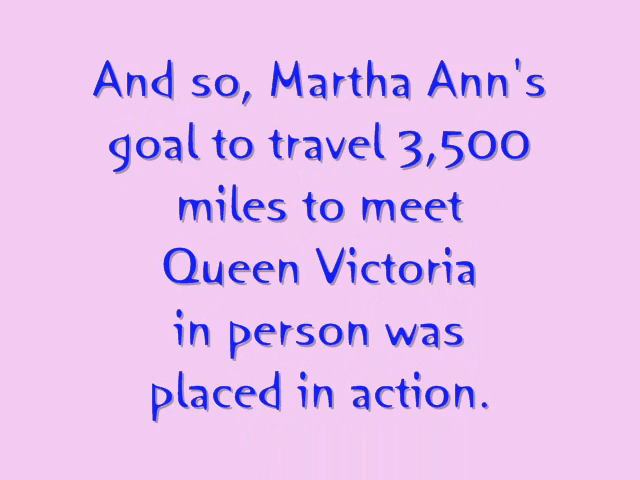 And so, Martha Ann's
goal to travel 3,500
miles to meet
Queen Victoria
in person was
placed in action.